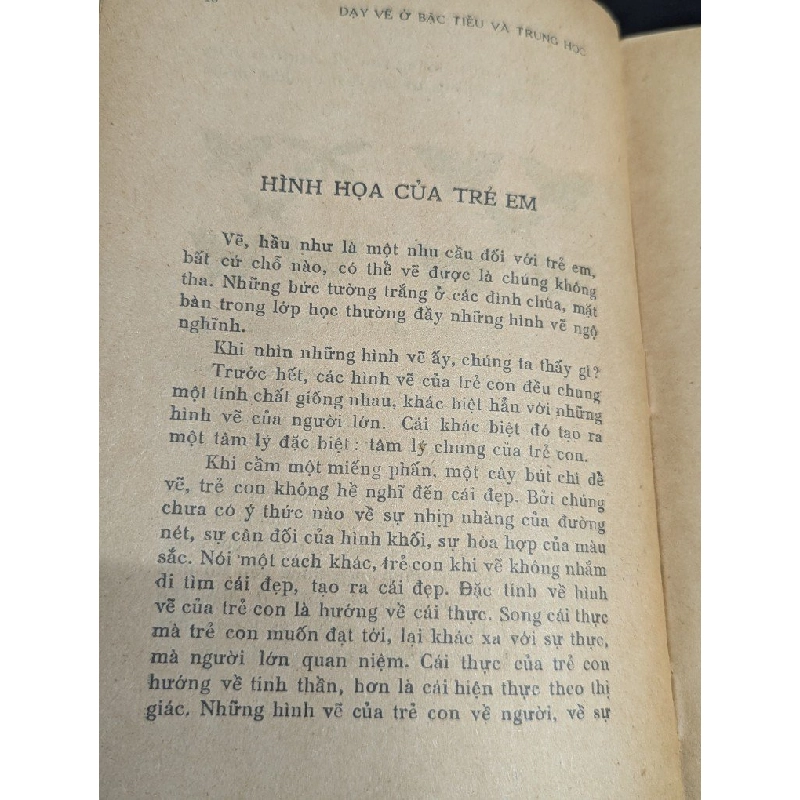 DẠY VẼ Ở BẬC TIỂU VÀ TRUNG HỌC
HÌNH HỌA CỦA TRẺ EM
Vẽ, hầu như là một nhu cầu đối với trẻ em,
bất cứ chỗ nào, có thể vẽ được là chúng không
tha. Những bức tường trắng ở các đình chùa, mặt
bàn trong lớp học thường đầy những hình vẽ ngộ
nghĩnh.
Khi nhìn những hình vẽ ấy, chúng ta thấy gì?
Trước hết, các hình vẽ của trẻ con đều chung
một tính chất giống nhau, khác biệt hẳn với những
hình vẽ của người lớn. Cái khác biệt đó tạo ra
một tâm lý đặc biệt : tâm lý chung của trẻ con.
Khi cầm một miếng phấn, một cây bút chì để
vẽ, trẻ con không hề nghĩ đến cái đẹp. Bởi chúng
chưa có ý thức nào về sự nhịp nhàng của đường
nét, sự cân đối của hình khối, sự hòa hợp của màu
sắc. Nói một cách khác, trẻ con khi vẽ không nhắm
đi tìm cái đẹp, tạo ra cái đẹp. Đặc tính về hình
vẽ của trẻ con là hướng về cái thực. Song cái thực
mà trẻ con muốn đạt tới, lại khác xa với sự thực,
mà người lớn quan niệm. Cái thực của trẻ con
hướng về tinh thần, hơn là cái hiện thực theo thị
giác. Những hình vẽ của trẻ con về người, về sự